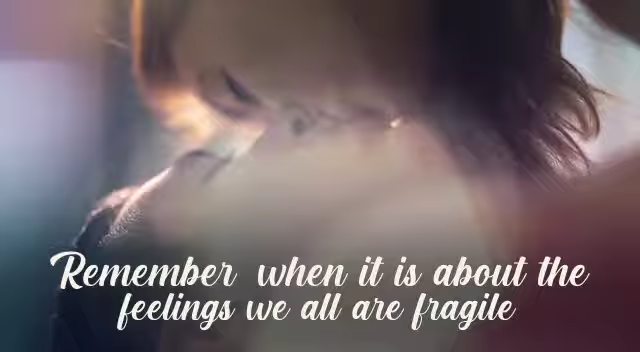 Remember when it is about the
feelings we all are fragile